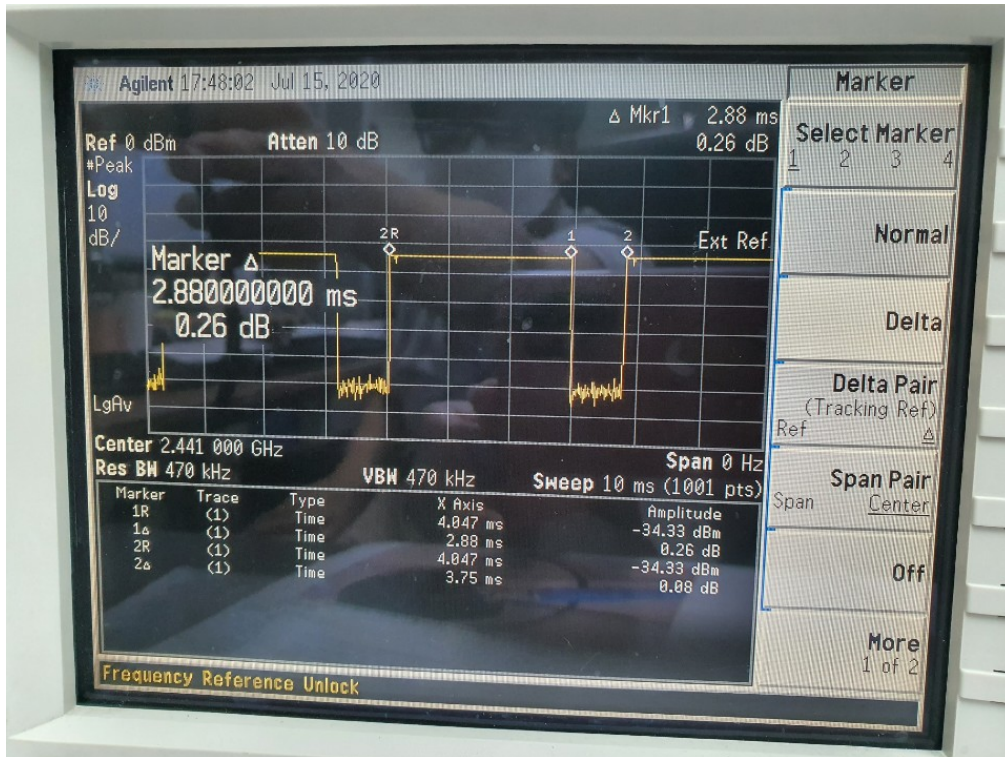 Agilent 17:48:02 Jul 15, 2020
Marker
Δ Mkr1 2.88 ms
Ref 0 dBm Atten 10 dB 0.26 dB
#Peak
Log
10
dB/
2R 1 2
Ext Ref
Marker Δ
2.880000000 ms
0.26 dB
LgAv
Center 2.441 000 GHz Span 0 Hz
Res BW 470 kHz VBW 470 kHz Sweep 10 ms (1001 pts)
Marker Trace Type X Axis Amplitude
1R (1) Time 4.047 ms -34.33 dBm
1Δ (1) Time 2.88 ms 0.26 dB
2R (1) Time 4.047 ms -34.33 dBm
2Δ (1) Time 3.75 ms 0.08 dB
Frequency Reference Unlock
Select Marker
1 2 3 4
Normal
Delta
Delta Pair
(Tracking Ref)
Ref Δ
Span Pair
Span Center
Off
More
1 of 2